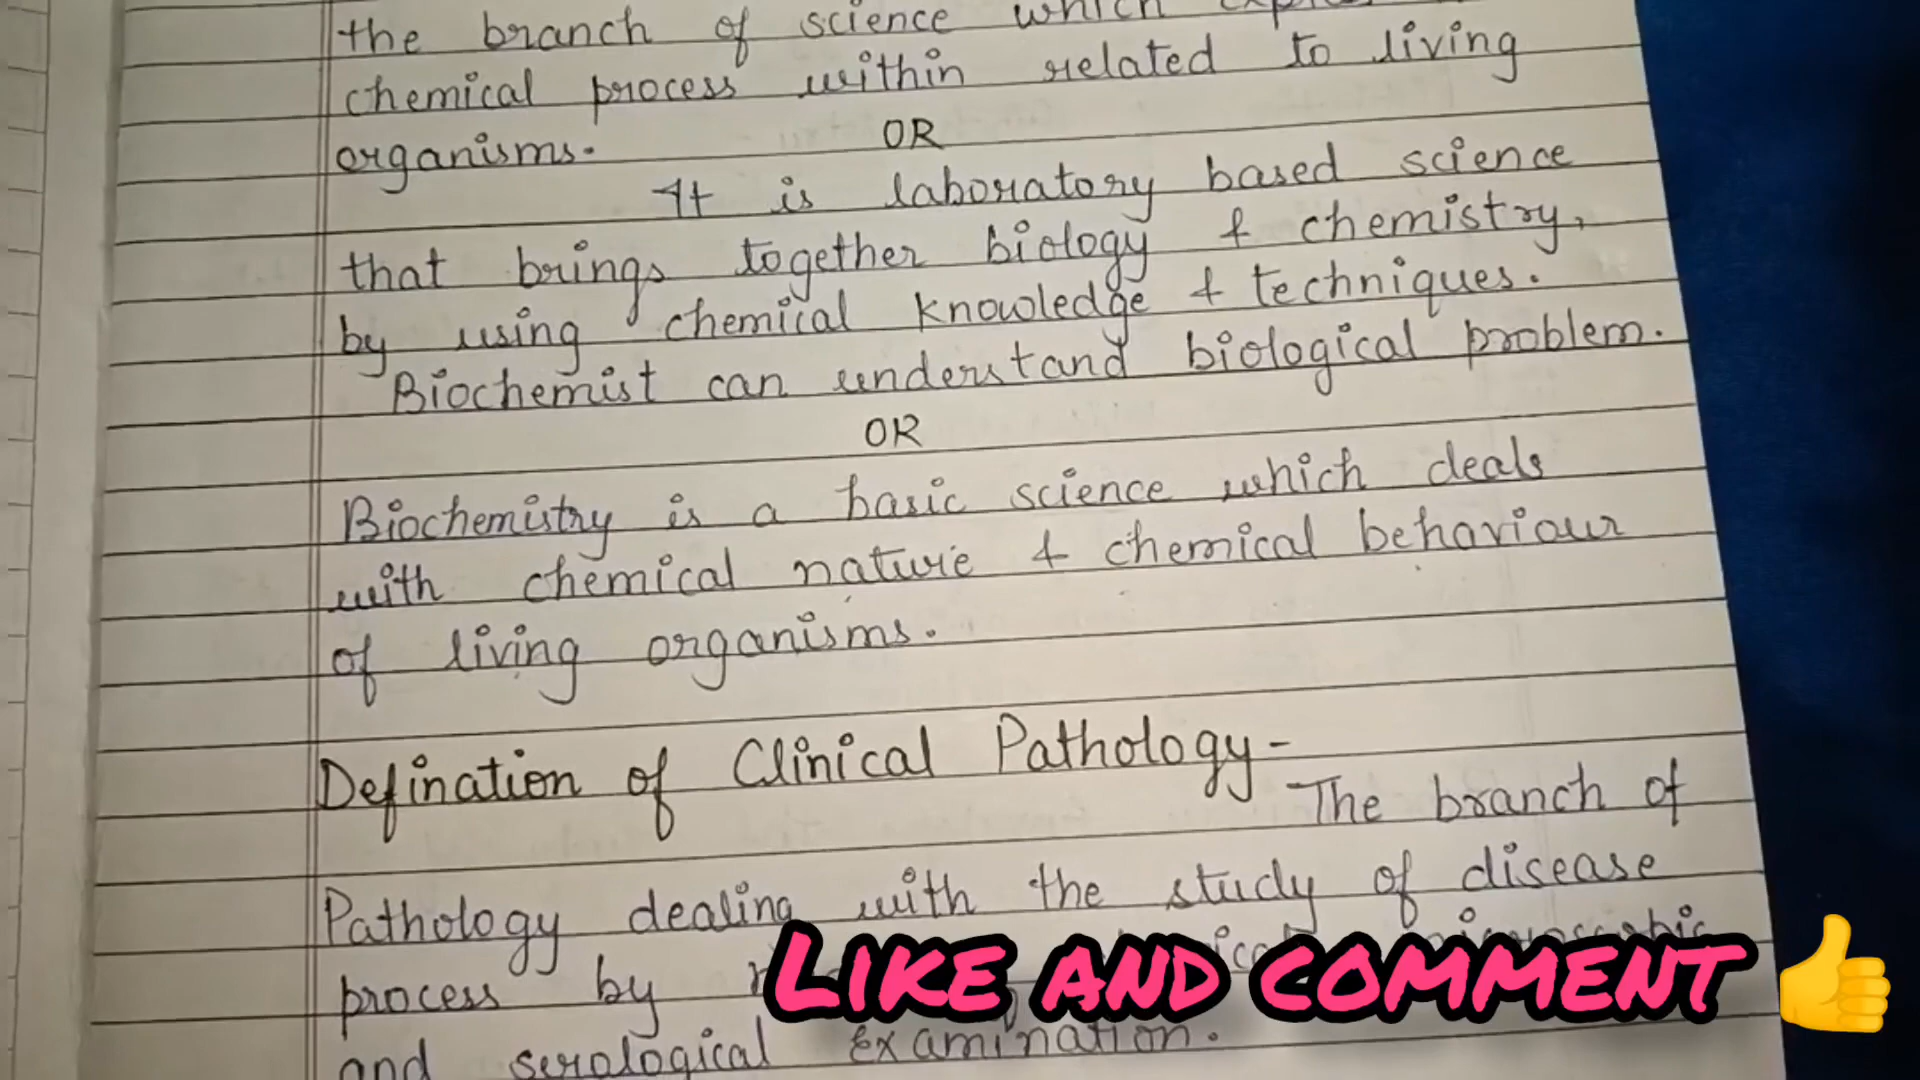 the branch of science which
chemical process within related to living
organisms.
OR
It is laboratory based science
that brings together biology & chemistry,
by using chemical knowledge & techniques.
Biochemist can understand biological problem.
OR
Biochemistry is a basic science which deals
with chemical nature & chemical behaviour
of living organisms.
Defination of Clinical Pathology-
The branch of
Pathology dealing with the study of disease
process by
and serological Examination.
LIKE AND COMMENT 👍